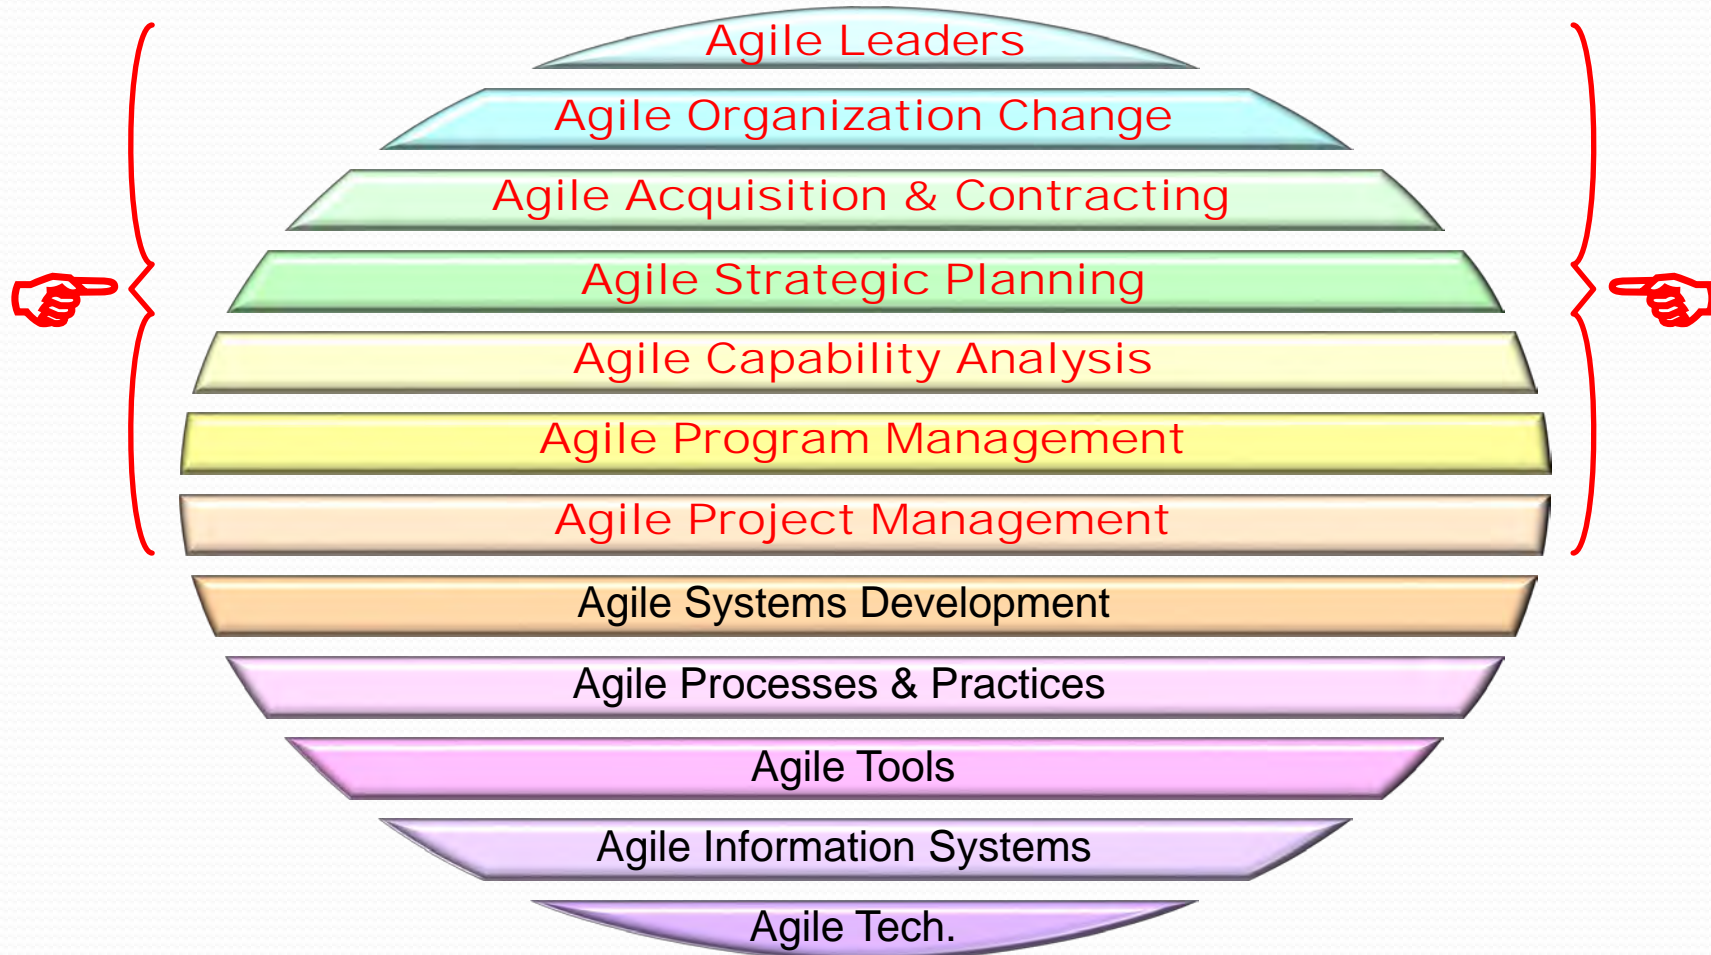 Agile Leaders
Agile Organization Change
Agile Acquisition & Contracting
Agile Strategic Planning
Agile Capability Analysis
Agile Program Management
Agile Project Management
Agile Systems Development
Agile Processes & Practices
Agile Tools
Agile Information Systems
Agile Tech.